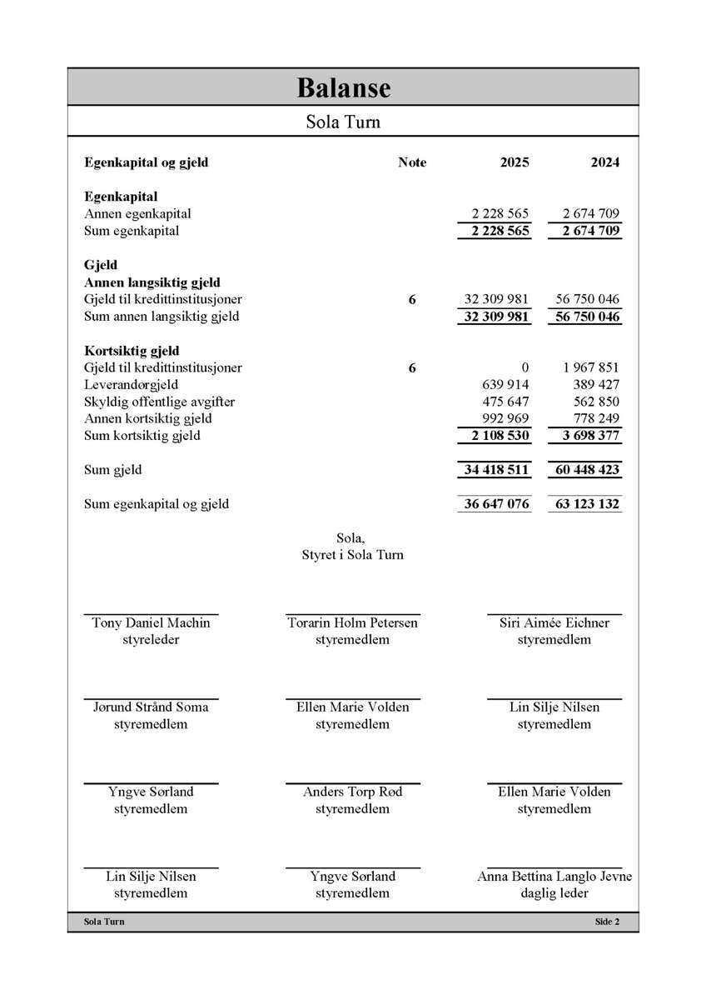 Balanse
Sola Turn
Egenkapital og gjeld Note 2025 2024
Egenkapital
Annen egenkapital 2 228 565 2 674 709
Sum egenkapital 2 228 565 2 674 709
Gjeld
Annen langsiktig gjeld
Gjeld til kredittinstitusjoner 6 32 309 981 56 750 046
Sum annen langsiktig gjeld 32 309 981 56 750 046
Kortsiktig gjeld
Gjeld til kredittinstitusjoner 6 0 1 967 851
Leverandørgjeld 639 914 389 427
Skyldig offentlige avgifter 475 647 562 850
Annen kortsiktig gjeld 992 969 778 249
Sum kortsiktig gjeld 2 108 530 3 698 377
Sum gjeld 34 418 511 60 448 423
Sum egenkapital og gjeld 36 647 076 63 123 132
Sola,
Styret i Sola Turn
Tony Daniel Machin Torarin Holm Petersen Siri Aimée Eichner
styreleder styremedlem styremedlem
Jørund Strånd Soma Ellen Marie Volden Lin Silje Nilsen
styremedlem styremedlem styremedlem
Yngve Sørland Anders Torp Rød Ellen Marie Volden
styremedlem styremedlem styremedlem
Lin Silje Nilsen Yngve Sørland Anna Bettina Langlo Jevne
styremedlem styremedlem daglig leder
Sola Turn Side 2